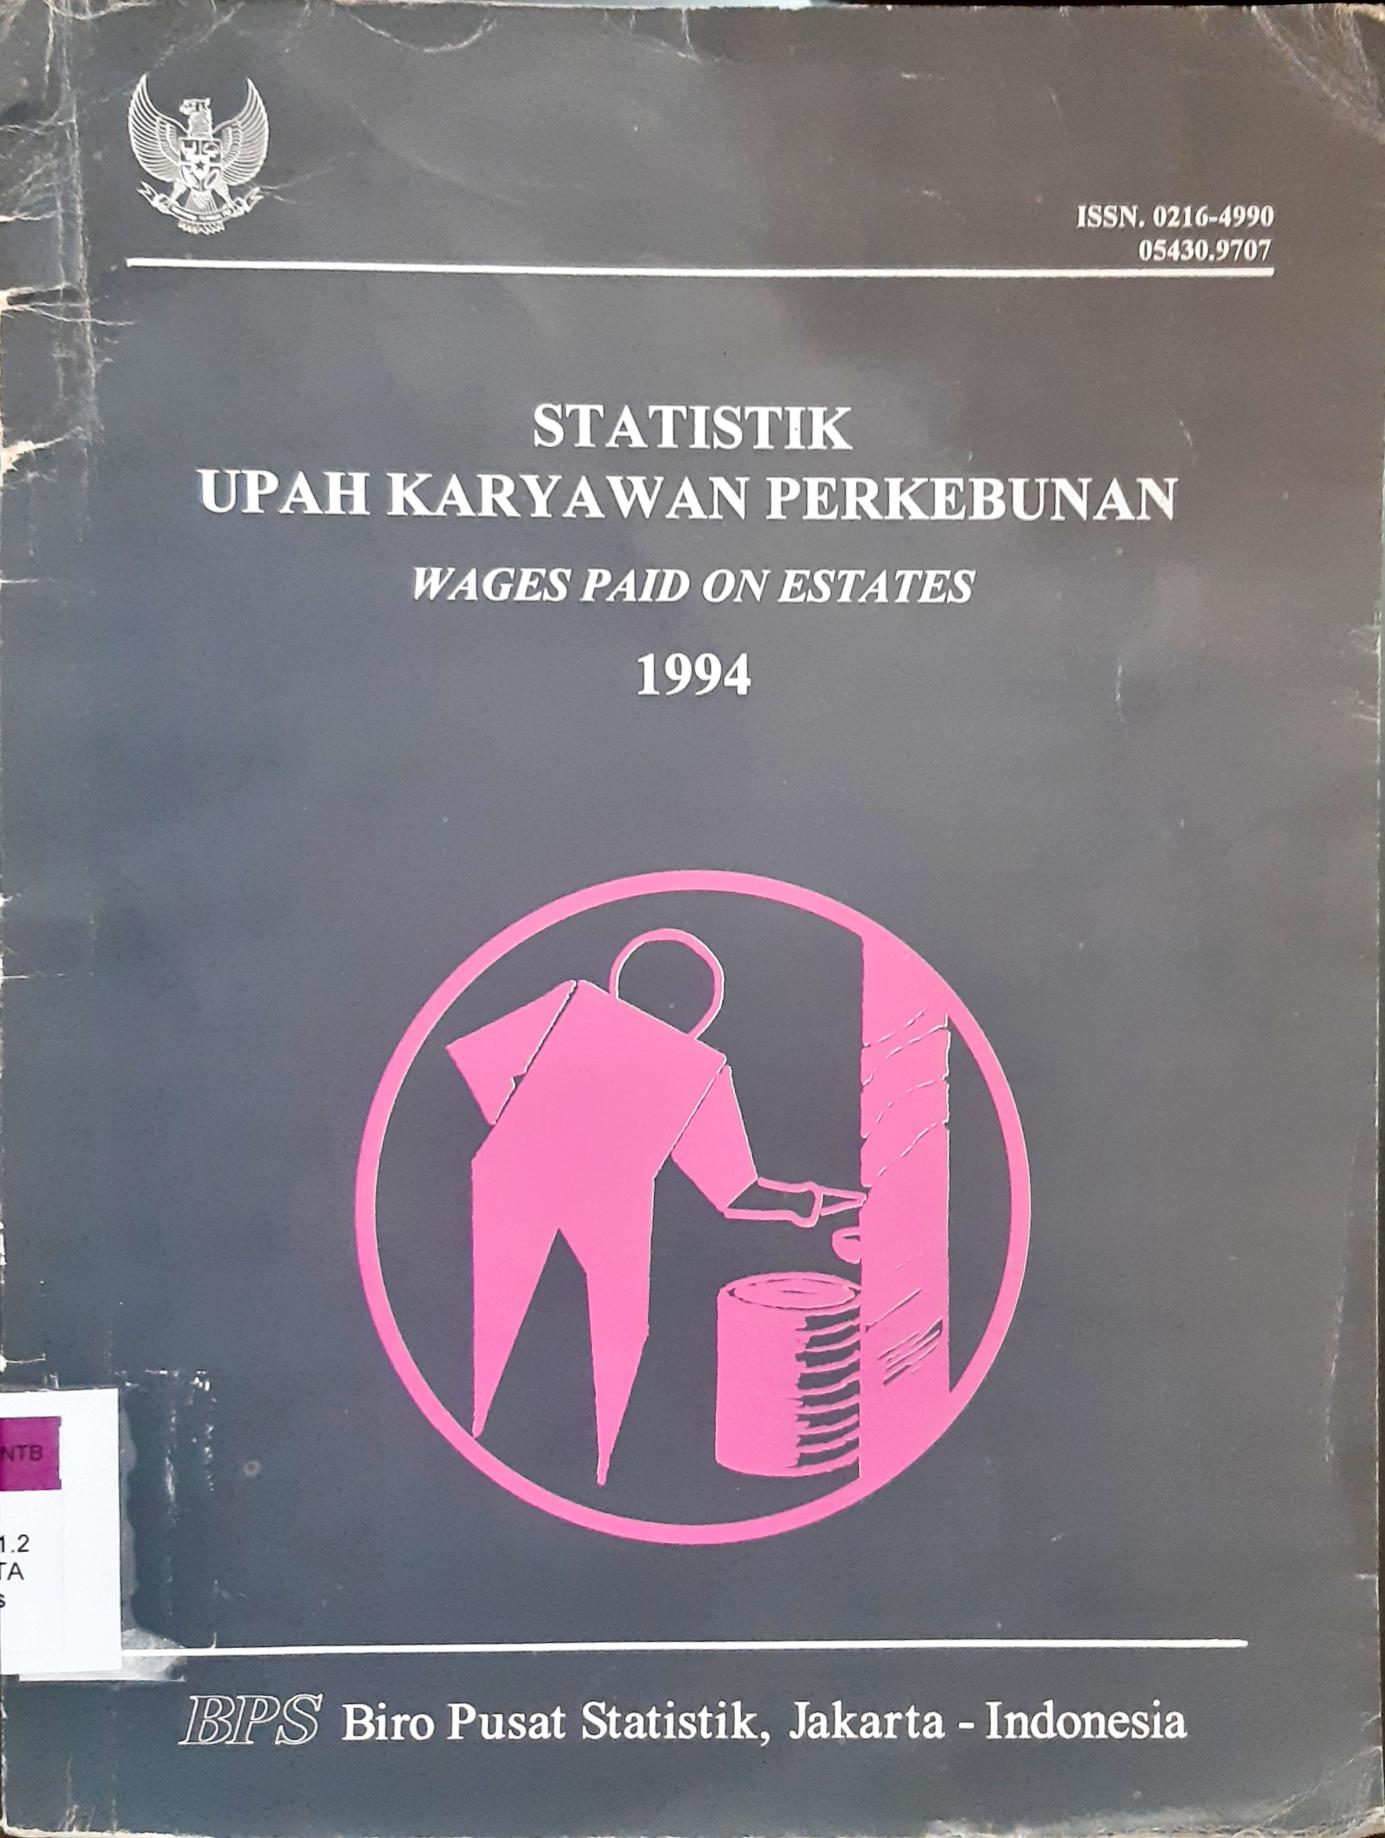 ISSN. 0216-4990
05430.9707
STATISTIK
UPAH KARYAWAN PERKEBUNAN
WAGES PAID ON ESTATES
1994
NTB
1.2
TA
s
BPS Biro Pusat Statistik, Jakarta - Indonesia